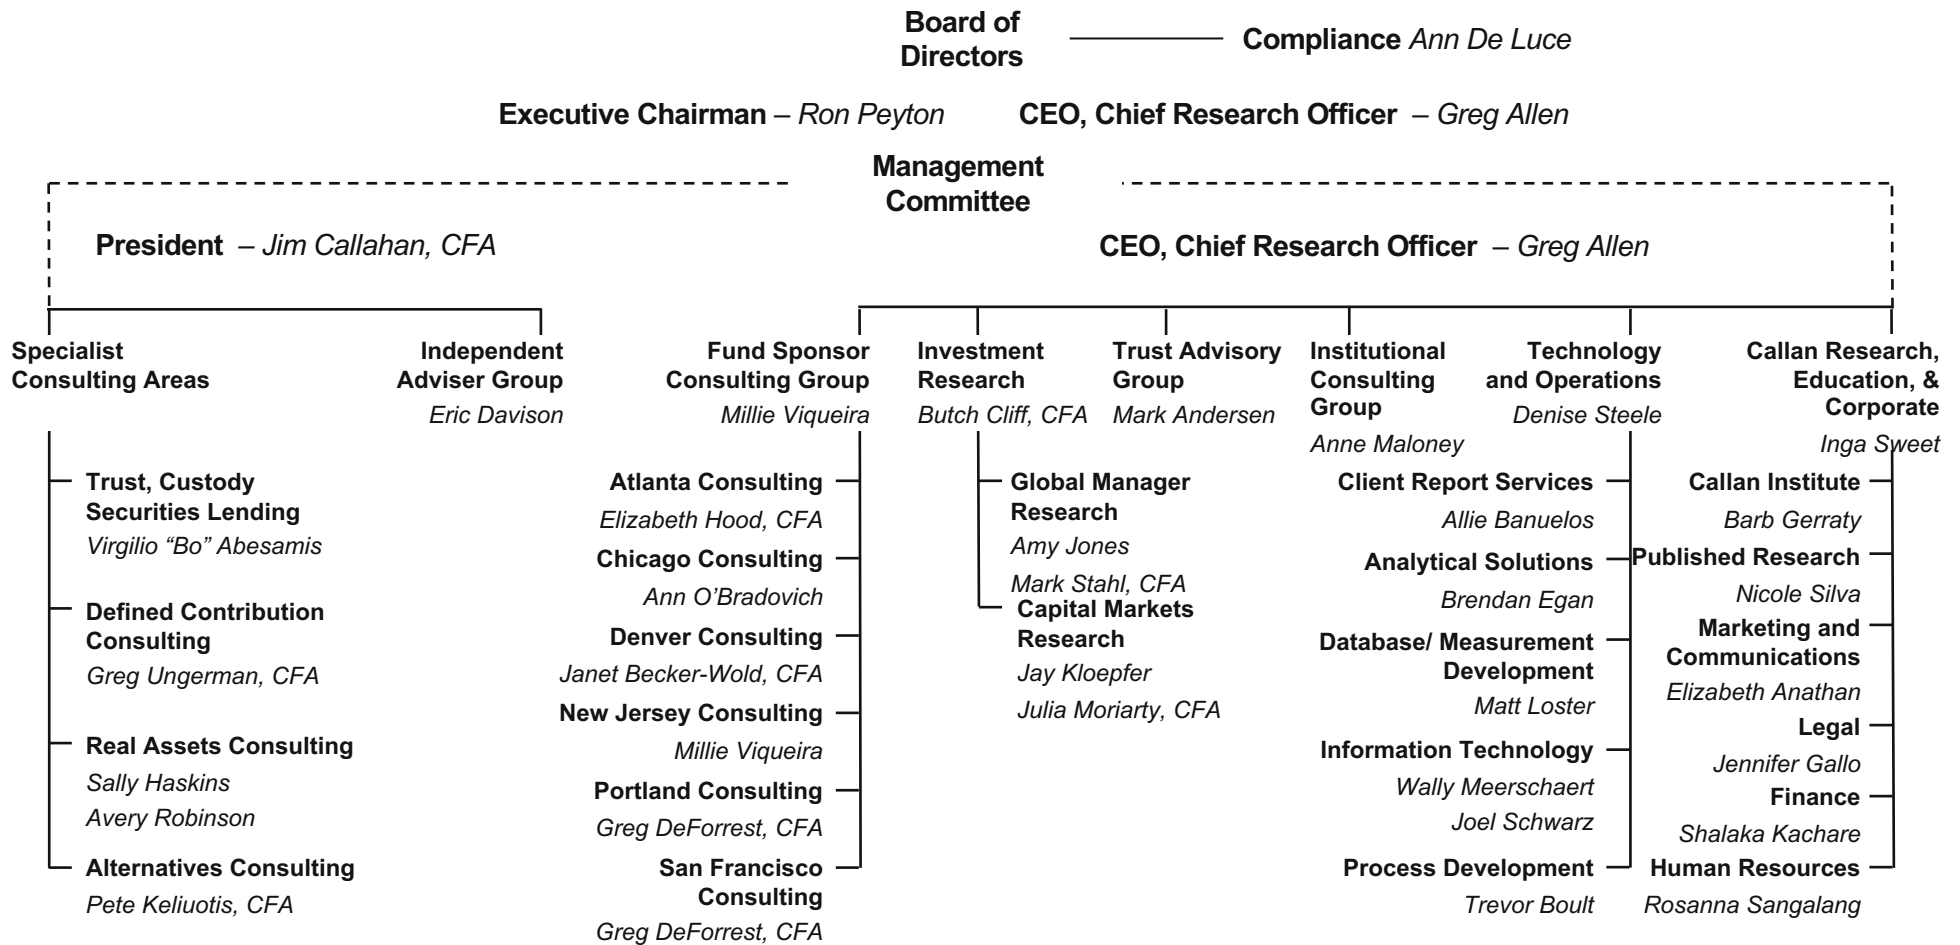 Board of
Directors
Compliance Ann De Luce
Executive Chairman – Ron Peyton
CEO, Chief Research Officer – Greg Allen
Management
Committee
President – Jim Callahan, CFA
CEO, Chief Research Officer – Greg Allen
Specialist
Consulting Areas
Independent
Adviser Group
Eric Davison
Fund Sponsor
Consulting Group
Millie Viqueira
Investment
Research
Butch Cliff, CFA
Trust Advisory
Group
Mark Andersen
Institutional
Consulting
Group
Anne Maloney
Technology
and Operations
Denise Steele
Callan Research,
Education, &
Corporate
Inga Sweet
Trust, Custody
Securities Lending
Virgilio “Bo” Abesamis
Defined Contribution
Consulting
Greg Ungerman, CFA
Real Assets Consulting
Sally Haskins
Avery Robinson
Alternatives Consulting
Pete Keliuotis, CFA
Atlanta Consulting
Elizabeth Hood, CFA
Chicago Consulting
Ann O’Bradovich
Denver Consulting
Janet Becker-Wold, CFA
New Jersey Consulting
Millie Viqueira
Portland Consulting
Greg DeForrest, CFA
San Francisco
Consulting
Greg DeForrest, CFA
Global Manager
Research
Amy Jones
Mark Stahl, CFA
Capital Markets
Research
Jay Kloepfer
Julia Moriarty, CFA
Client Report Services
Allie Banuelos
Analytical Solutions
Brendan Egan
Database/ Measurement
Development
Matt Loster
Information Technology
Wally Meerschaert
Joel Schwarz
Process Development
Trevor Boult
Callan Institute
Barb Gerraty
Published Research
Nicole Silva
Marketing and
Communications
Elizabeth Anathan
Legal
Jennifer Gallo
Finance
Shalaka Kachare
Human Resources
Rosanna Sangalang